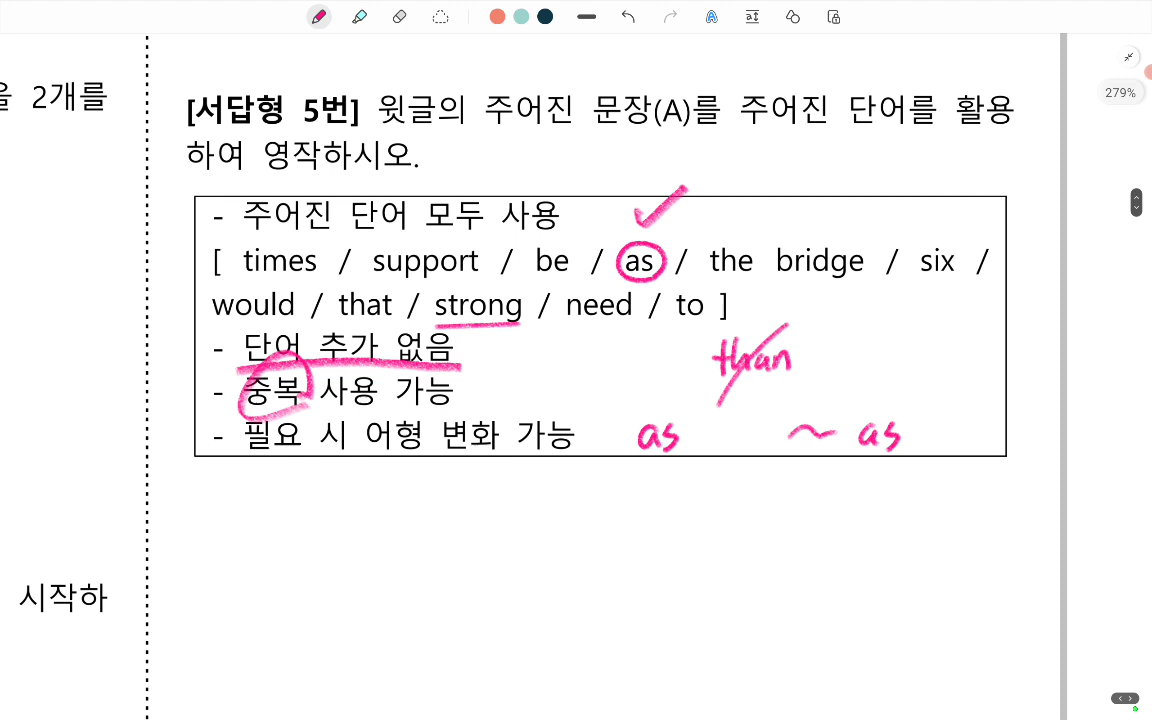 279%
2개를
[서답형 5번] 윗글의 주어진 문장(A)를 주어진 단어를 활용
하여 영작하시오.
- 주어진 단어 모두 사용
[ times / support / be / as / the bridge / six /
would / that / strong / need / to ]
- 단어 추가 없음
than
- 중복 사용 가능
- 필요 시 어형 변화 가능 as ~ as
시작하